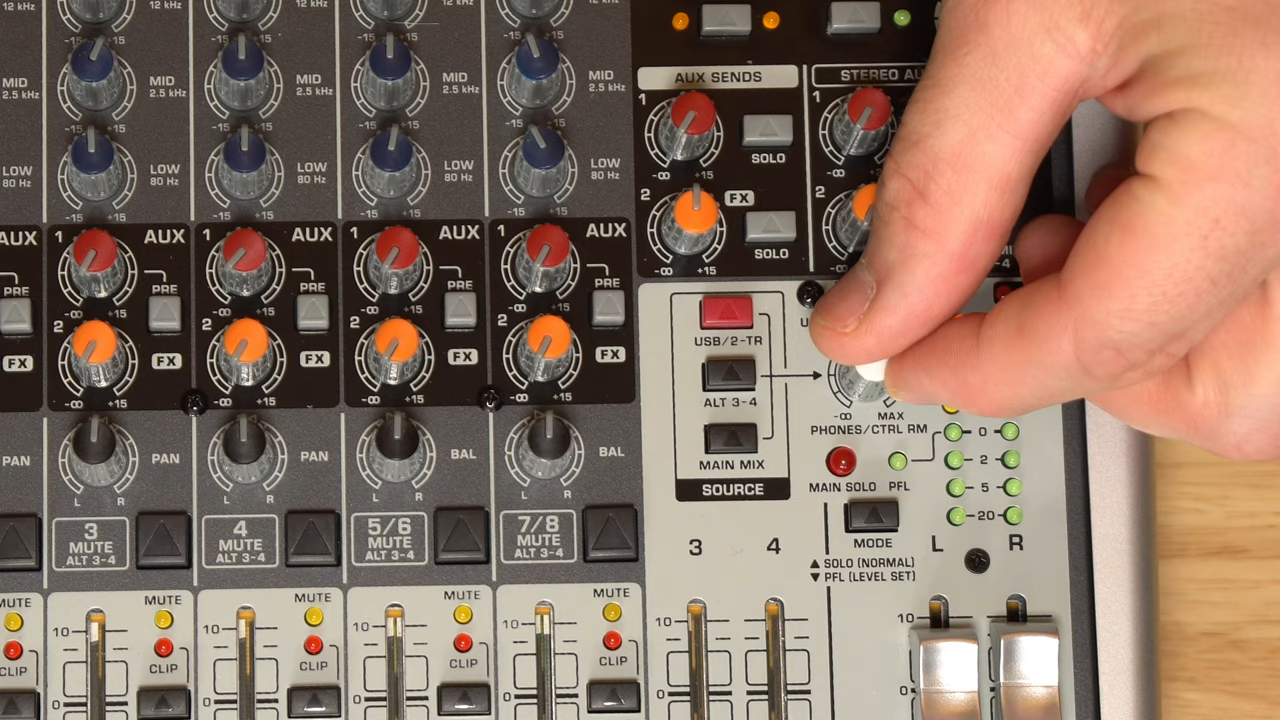 12 kHz
12 kHz
12 kHz
12 kHz
-15 +15
-15 +15
-15 +15
-15 +15
MID
2.5 kHz
MID
2.5 kHz
MID
2.5 kHz
MID
2.5 kHz
-15 +15
-15 +15
-15 +15
-15 +15
LOW
80 Hz
LOW
80 Hz
LOW
80 Hz
LOW
80 Hz
-15 +15
-15 +15
-15 +15
-15 +15
AUX SENDS
STEREO AU
1
SOLO
1
2
FX
SOLO
2
-∞ +15
-∞
-4
AUX
1 AUX
1 AUX
1 AUX
1 AUX
PRE
PRE
PRE
PRE
PRE
-∞ +15
-∞ +15
-∞ +15
-∞ +15
2
2
2
2
FX
FX
FX
FX
FX
-∞ +15
-∞ +15
-∞ +15
-∞ +15
USB/2-TR
ALT 3-4
MAIN MIX
SOURCE
-∞ MAX
PHONES/CTRL RM
MAIN SOLO PFL
0
2
5
-20
L R
MODE
SOLO (NORMAL)
PFL (LEVEL SET)
PAN
PAN
PAN
BAL
BAL
L R
L R
L R
L R
3
MUTE
ALT 3-4
4
MUTE
ALT 3-4
5/6
MUTE
ALT 3-4
7/8
MUTE
ALT 3-4
3 4
MUTE
MUTE
MUTE
MUTE
MUTE
10
10
10
10
10
10
CLIP
CLIP
CLIP
CLIP
CLIP
0
0
0
0
0
0